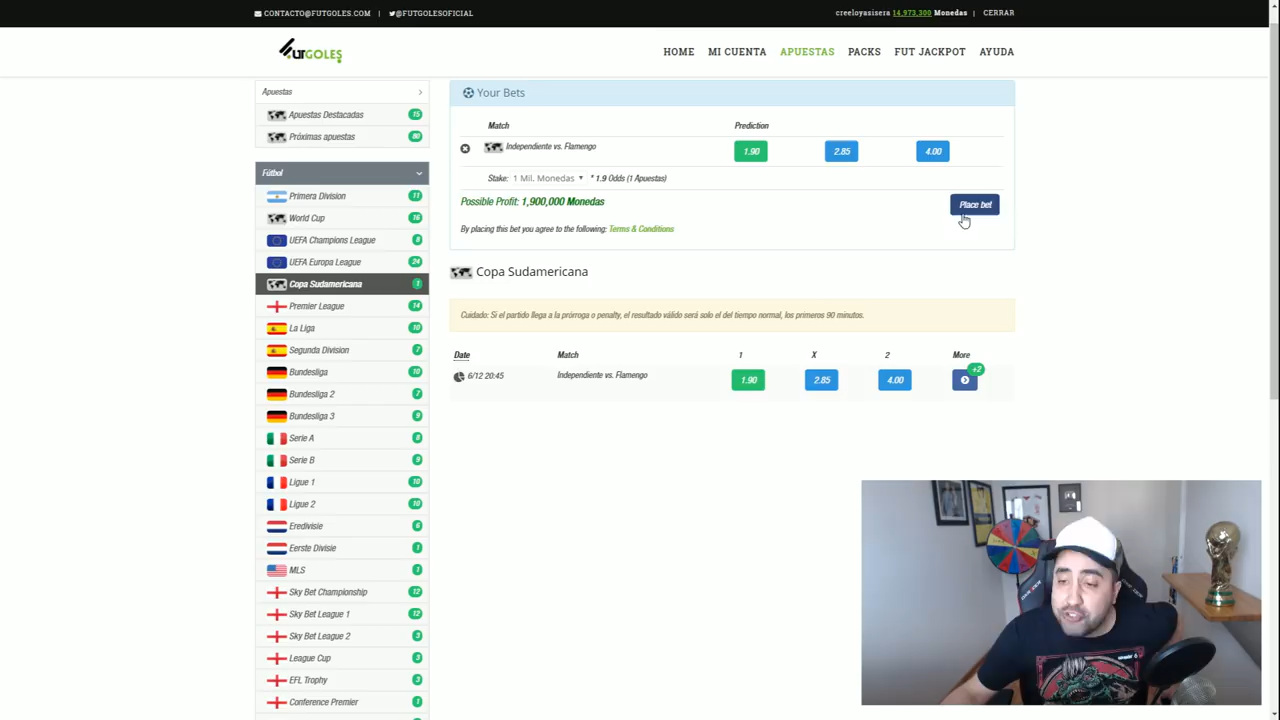 CONTACTO@FUTGOLES.COM | @FUTGOLESOFICIAL
creeloyasisera 14,973,300 Monedas | CERRAR
FUTGOLES
HOME MI CUENTA APUESTAS PACKS FUT JACKPOT AYUDA
Apuestas
Apuestas Destacadas 15
Próximas apuestas 80
Fútbol
Primera Division 11
World Cup 16
UEFA Champions League 8
UEFA Europa League 24
Copa Sudamericana 1
Premier League 14
La Liga 10
Segunda Division 7
Bundesliga 10
Bundesliga 2 7
Bundesliga 3 9
Serie A 8
Serie B 9
Ligue 1 10
Ligue 2 10
Eredivisie 6
Eerste Divisie 1
MLS 1
Sky Bet Championship 12
Sky Bet League 1 12
Sky Bet League 2 3
League Cup 3
EFL Trophy 3
Conference Premier 1
Your Bets
Match Prediction
Independiente vs. Flamengo 1.90 2.85 4.00
Stake: 1 Mil. Monedas * 1.9 Odds (1 Apuestas)
Possible Profit: 1,900,000 Monedas
Place bet
By placing this bet you agree to the following: Terms & Conditions
Copa Sudamericana
Cuidado: Si el partido llega a la prórroga o penalty, el resultado válido será solo el del tiempo normal, los primeros 90 minutos.
Date Match 1 X 2 More
6/12 20:45 Independiente vs. Flamengo 1.90 2.85 4.00 +2